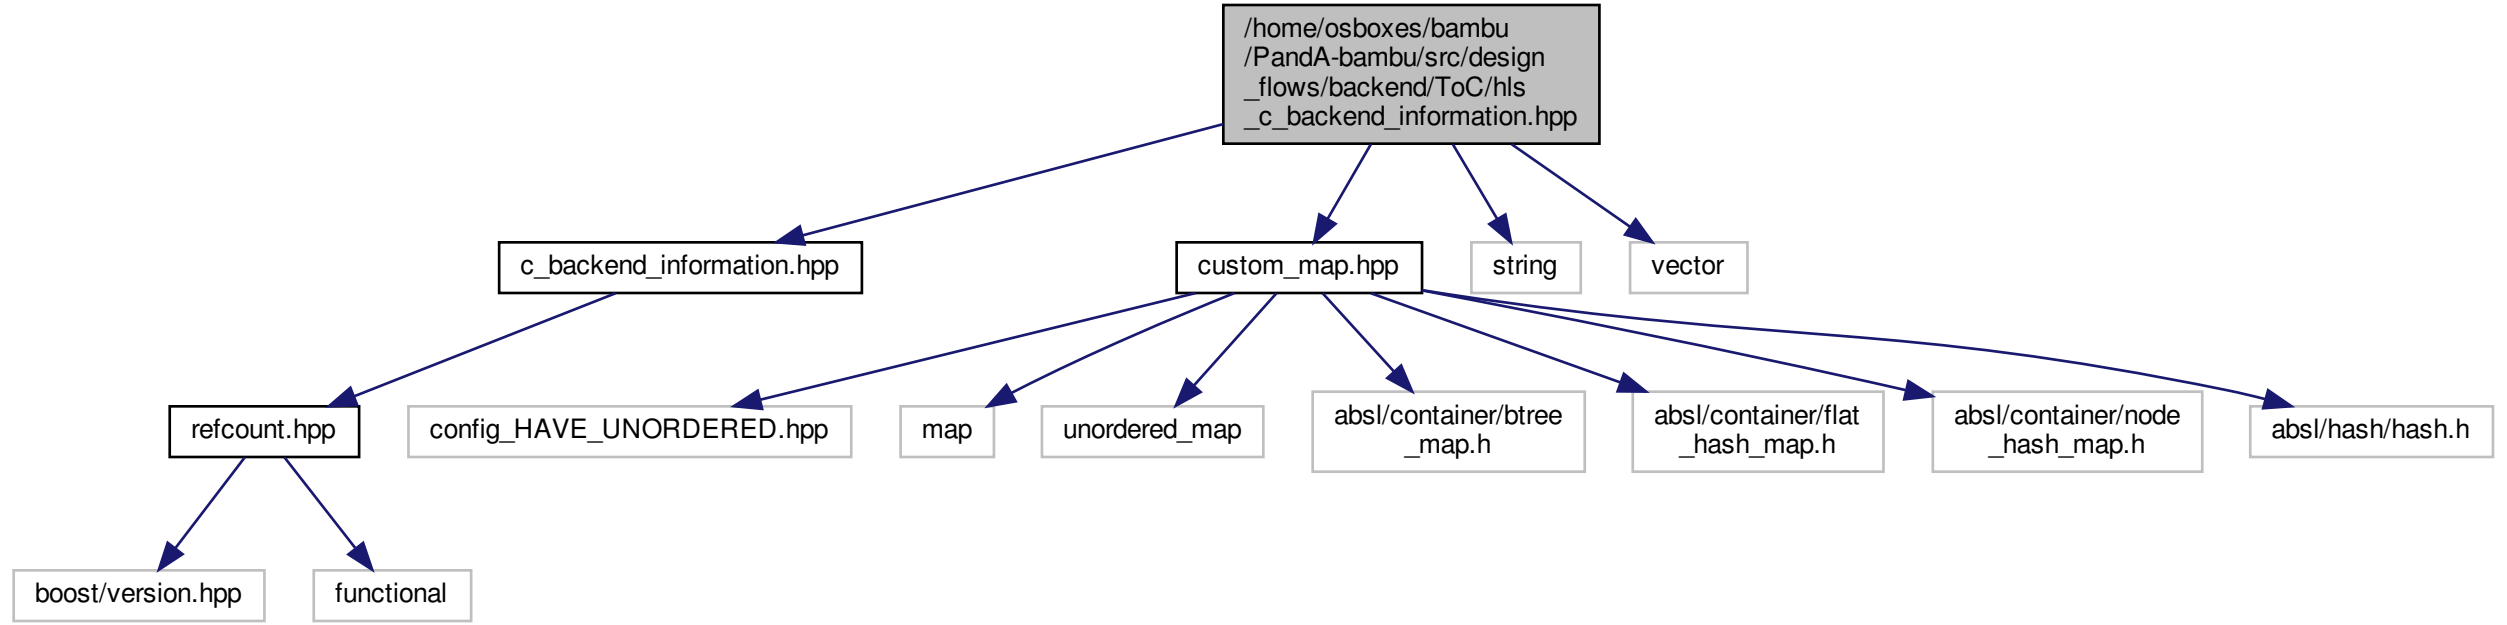 /home/osboxes/bambu
/PandA-bambu/src/design
_flows/backend/ToC/hls
_c_backend_information.hpp
c_backend_information.hpp
custom_map.hpp
string
vector
refcount.hpp
config_HAVE_UNORDERED.hpp
map
unordered_map
absl/container/btree
_map.h
absl/container/flat
_hash_map.h
absl/container/node
_hash_map.h
absl/hash/hash.h
boost/version.hpp
functional